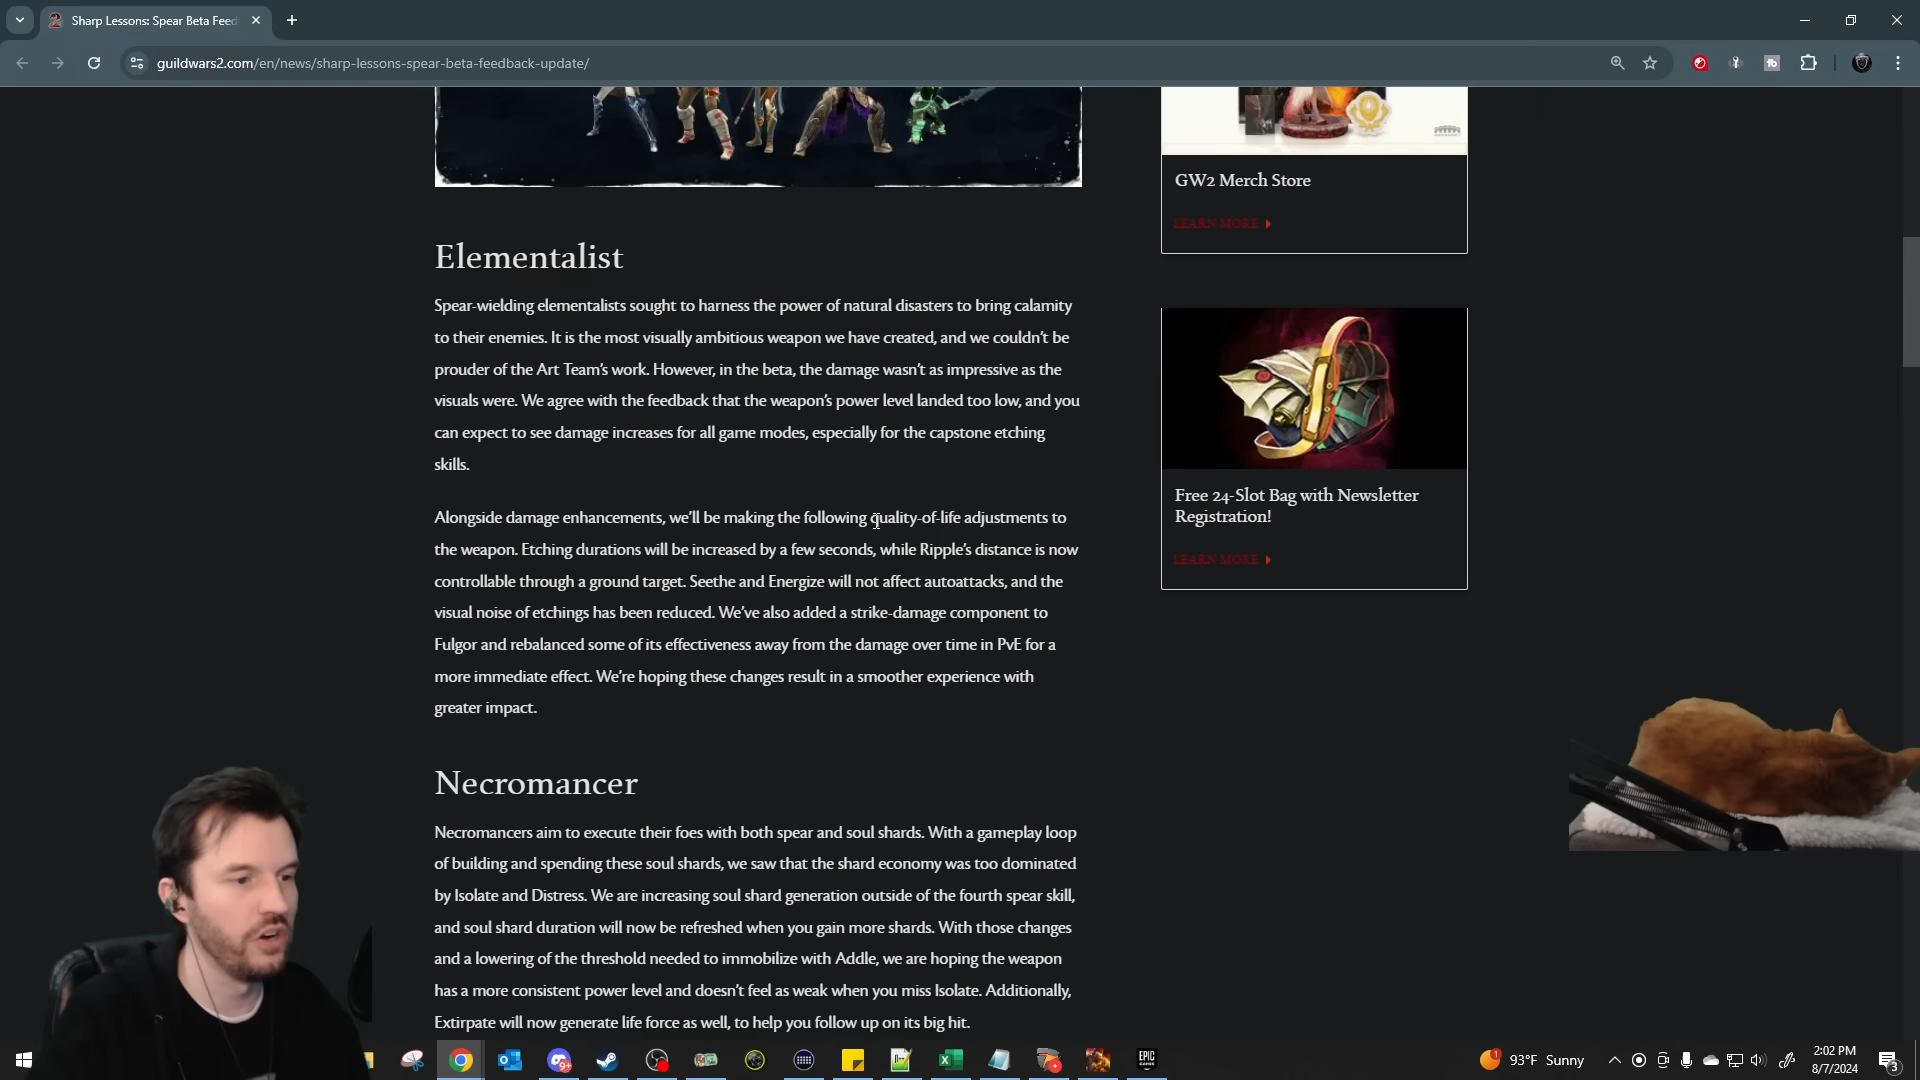 Sharp Lessons: Spear Beta Feed
guildwars2.com/en/news/sharp-lessons-spear-beta-feedback-update/
GW2 Merch Store
LEARN MORE
Elementalist
Spear-wielding elementalists sought to harness the power of natural disasters to bring calamity
to their enemies. It is the most visually ambitious weapon we have created, and we couldn't be
prouder of the Art Team's work. However, in the beta, the damage wasn't as impressive as the
visuals were. We agree with the feedback that the weapon's power level landed too low, and you
can expect to see damage increases for all game modes, especially for the capstone etching
skills.
Free 24-Slot Bag with Newsletter
Registration!
LEARN MORE
Alongside damage enhancements, we'll be making the following quality-of-life adjustments to
the weapon. Etching durations will be increased by a few seconds, while Ripple's distance is now
controllable through a ground target. Seethe and Energize will not affect autoattacks, and the
visual noise of etchings has been reduced. We've also added a strike-damage component to
Fulgor and rebalanced some of its effectiveness away from the damage over time in PvE for a
more immediate effect. We're hoping these changes result in a smoother experience with
greater impact.
Necromancer
Necromancers aim to execute their foes with both spear and soul shards. With a gameplay loop
of building and spending these soul shards, we saw that the shard economy was too dominated
by Isolate and Distress. We are increasing soul shard generation outside of the fourth spear skill,
and soul shard duration will now be refreshed when you gain more shards. With those changes
and a lowering of the threshold needed to immobilize with Addle, we are hoping the weapon
has a more consistent power level and doesn't feel as weak when you miss Isolate. Additionally,
Extirpate will now generate life force as well, to help you follow up on its big hit.
9+
EPIC
GAMES
1
93°F Sunny
2:02 PM
8/7/2024
3